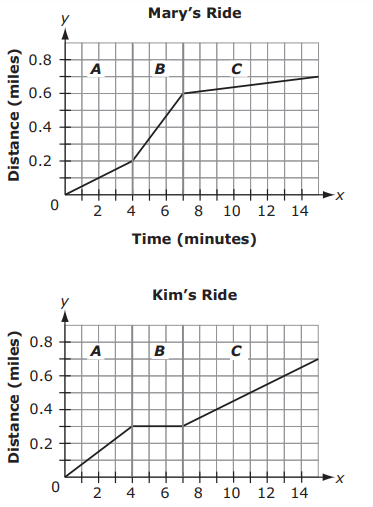 Mary's Ride
y
Distance (miles)
0.8
0.6
0.4
0.2
0
A B C
2 4 6 8 10 12 14
x
Time (minutes)
Kim's Ride
y
Distance (miles)
0.8
0.6
0.4
0.2
0
A B C
2 4 6 8 10 12 14
x